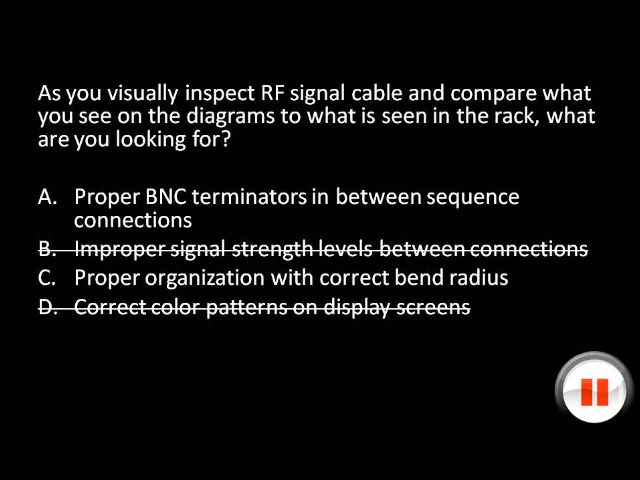 As you visually inspect RF signal cable and compare what
you see on the diagrams to what is seen in the rack, what
are you looking for?
A. Proper BNC terminators in between sequence
connections
B. Improper signal strength levels between connections
C. Proper organization with correct bend radius
D. Correct color patterns on display screens